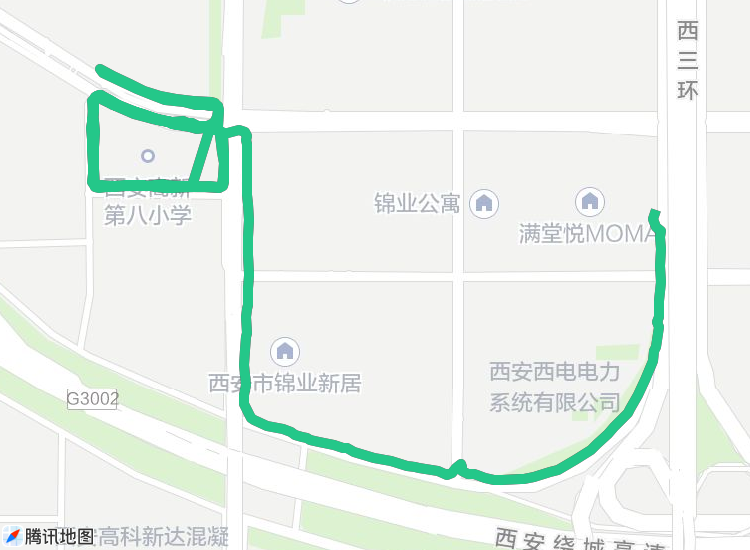 西三环
西安高新
第八小学
锦业公寓
满堂悦MOMA
西安市锦业新居
西安西电电力
系统有限公司
G3002
安高科新达混凝
腾讯地图
西安绕城高速